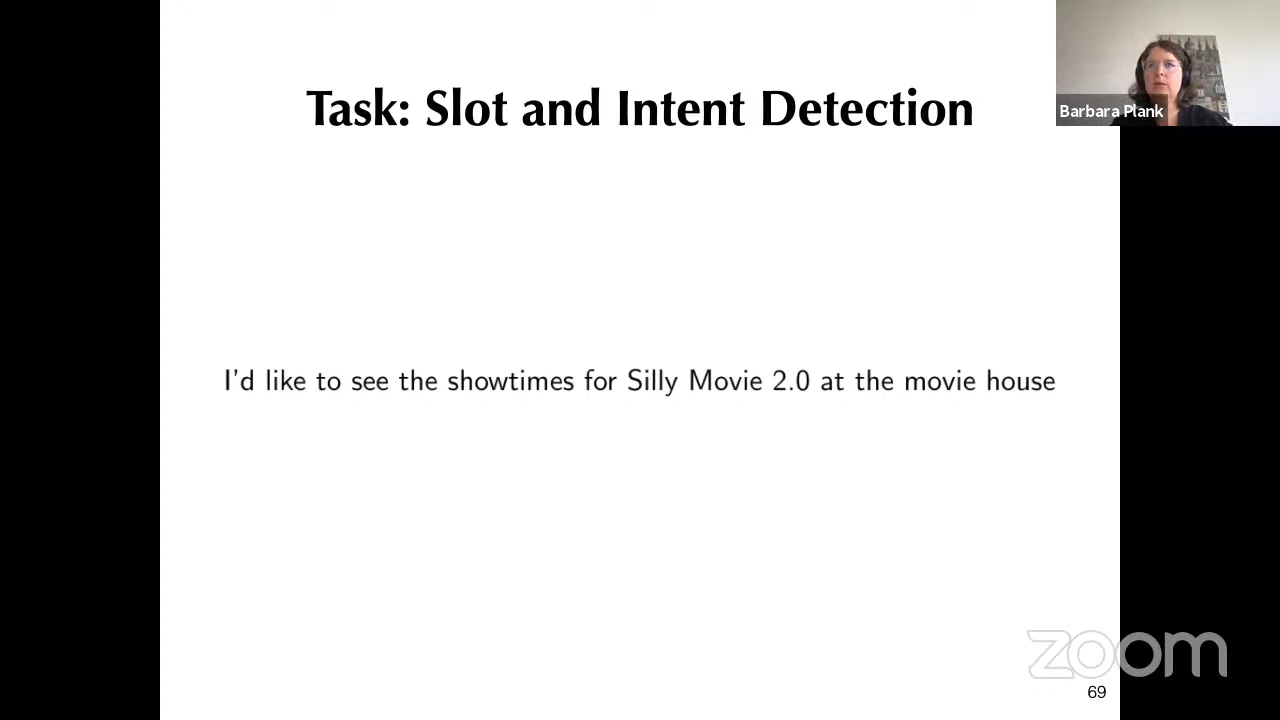 Task: Slot and Intent Detection
Barbara Plank
I'd like to see the showtimes for Silly Movie 2.0 at the movie house
zoom
69